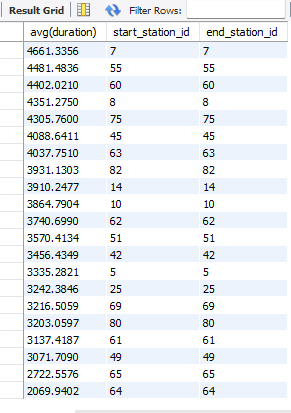 Result Grid Filter Rows:
avg(duration) start_station_id end_station_id
4661.3356 7 7
4481.4836 55 55
4402.0210 60 60
4351.2750 8 8
4305.7600 75 75
4088.6411 45 45
4037.7510 63 63
3931.1303 82 82
3910.2477 14 14
3864.7904 10 10
3740.6990 62 62
3570.4134 51 51
3456.4349 42 42
3335.2821 5 5
3242.3846 25 25
3216.5059 69 69
3203.0597 80 80
3137.4187 61 61
3071.7090 49 49
2722.5576 65 65
2069.9402 64 64